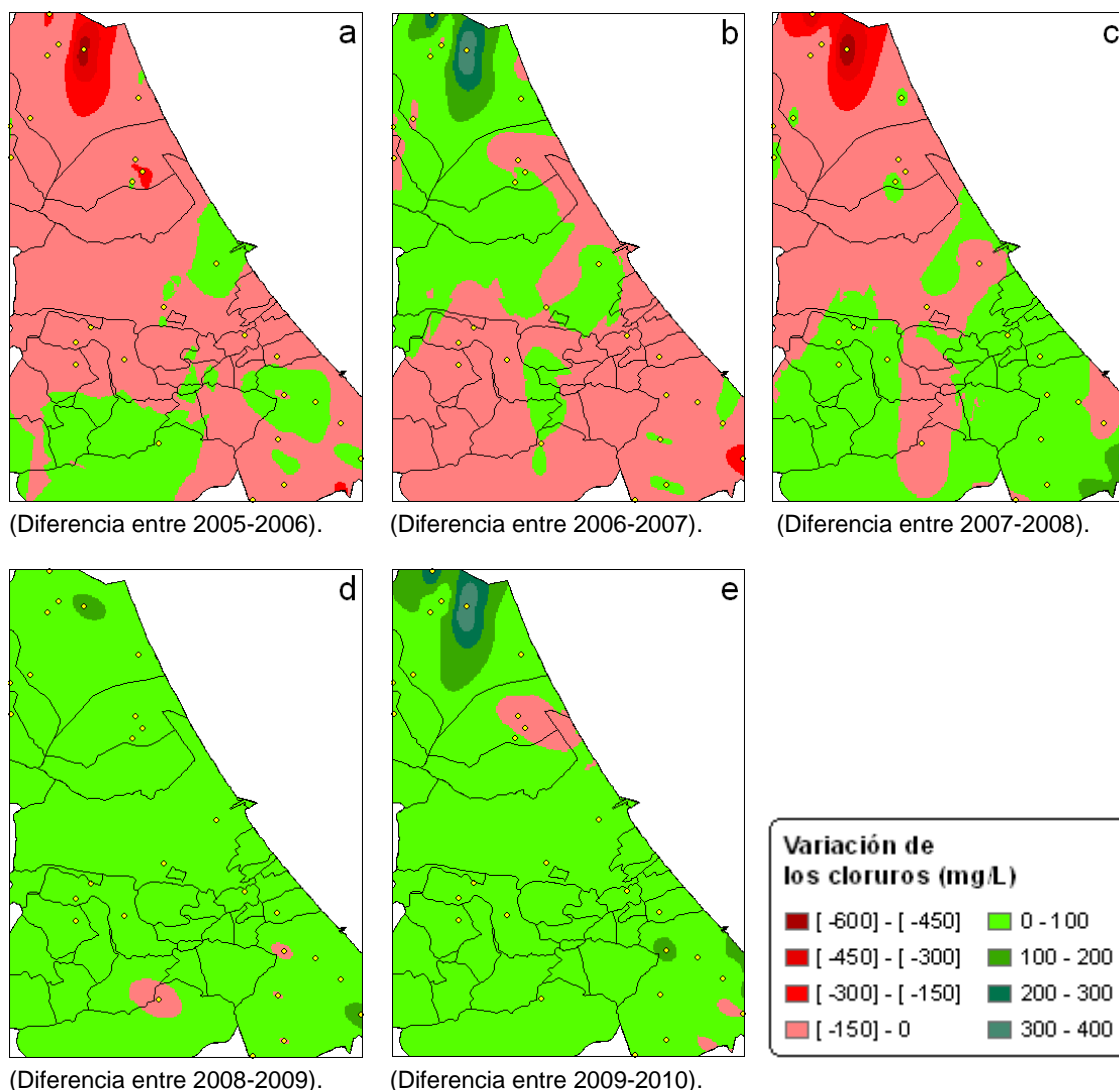 a
b
c
(Diferencia entre 2005-2006).
(Diferencia entre 2006-2007).
(Diferencia entre 2007-2008).
d
e
Variación de
los cloruros (mg/L)
[ -600] - [ -450]
0 - 100
[ -450] - [ -300]
100 - 200
[ -300] - [ -150]
200 - 300
[ -150] - 0
300 - 400
(Diferencia entre 2008-2009).
(Diferencia entre 2009-2010).